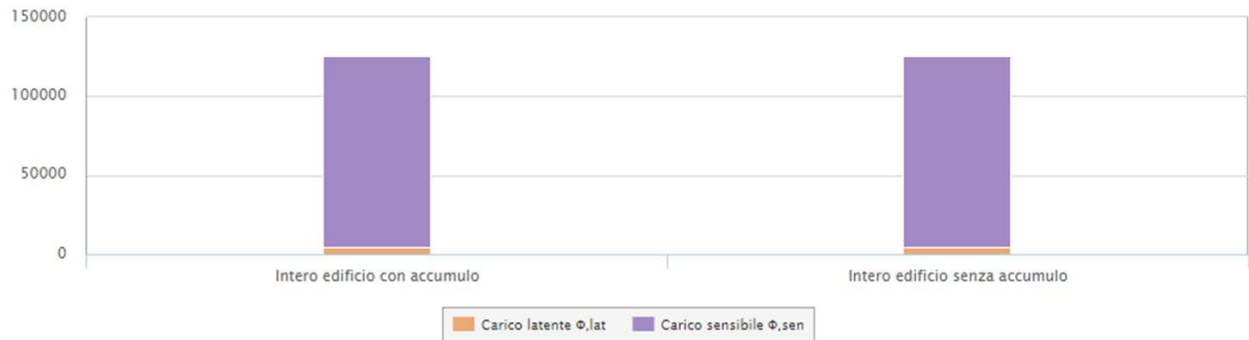 150000
100000
50000
0
Intero edificio con accumulo
Intero edificio senza accumulo
Carico latente Φ,lat
Carico sensibile Φ,sen